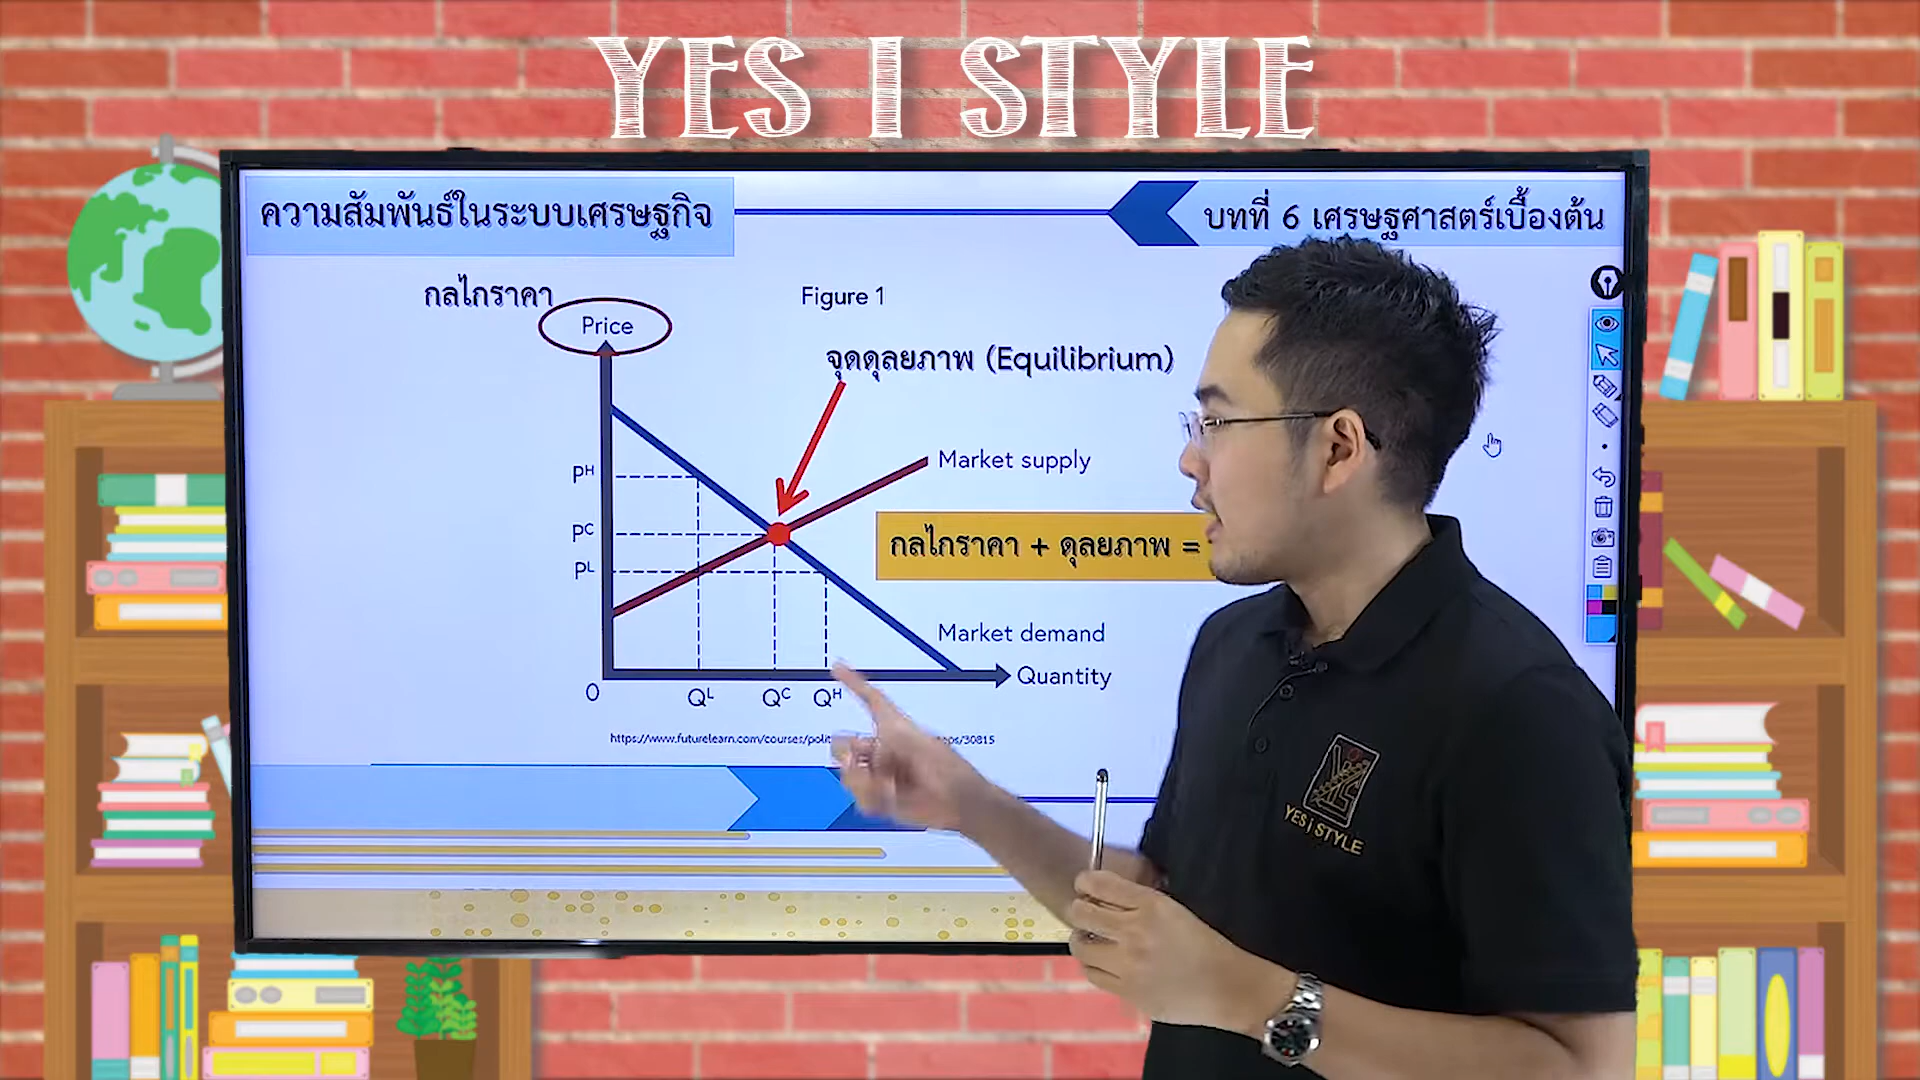 YES I STYLE
ความสัมพันธ์ในระบบเศรษฐกิจ
บทที่ 6 เศรษฐศาสตร์เบื้องต้น
กลไกราคา
Price
Figure 1
จุดดุลยภาพ (Equilibrium)
Market supply
Pᴴ
Pᶜ
Pᴸ
กลไกราคา + ดุลยภาพ =
Market demand
Quantity
0
Qᴸ
Qᶜ
Qᴴ
https://www.futurelearn.com/courses/polit
/30815
YES i STYLE